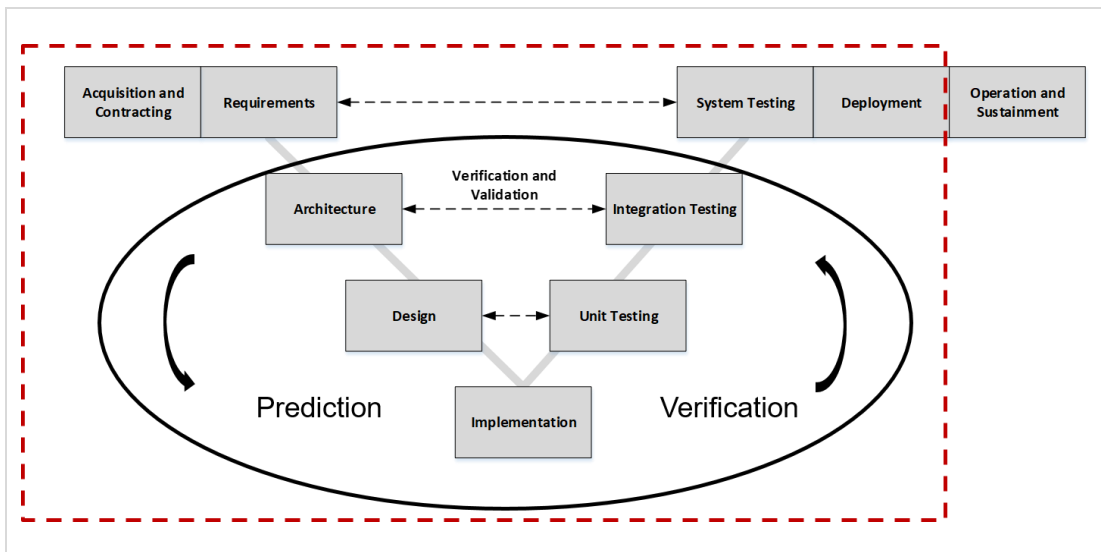 Acquisition and
Contracting
Requirements
System Testing
Deployment
Operation and
Sustainment
Verification and
Validation
Architecture
Integration Testing
Design
Unit Testing
Prediction
Verification
Implementation